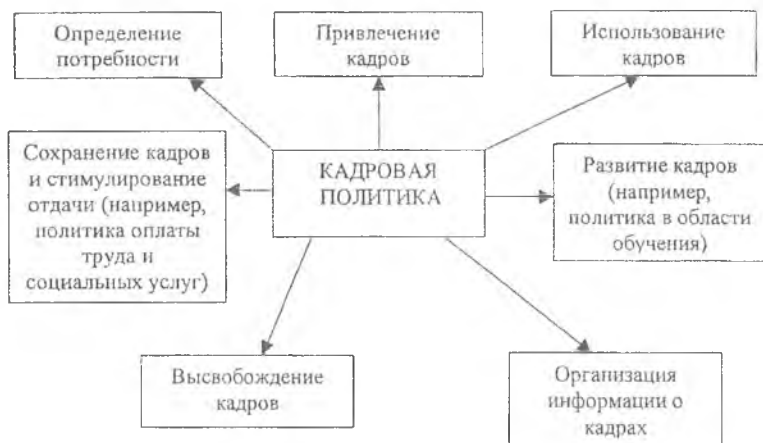 Определение
потребности
Привлечение
кадров
Использование
кадров
Сохранение кадров
и стимулирование
отдачи (например,
политика оплаты
труда и
социальных услуг)
КАДРОВАЯ
ПОЛИТИКА
Развитие кадров
(например,
политика в области
обучения)
Высвобождение
кадров
Организация
информации о
кадрах